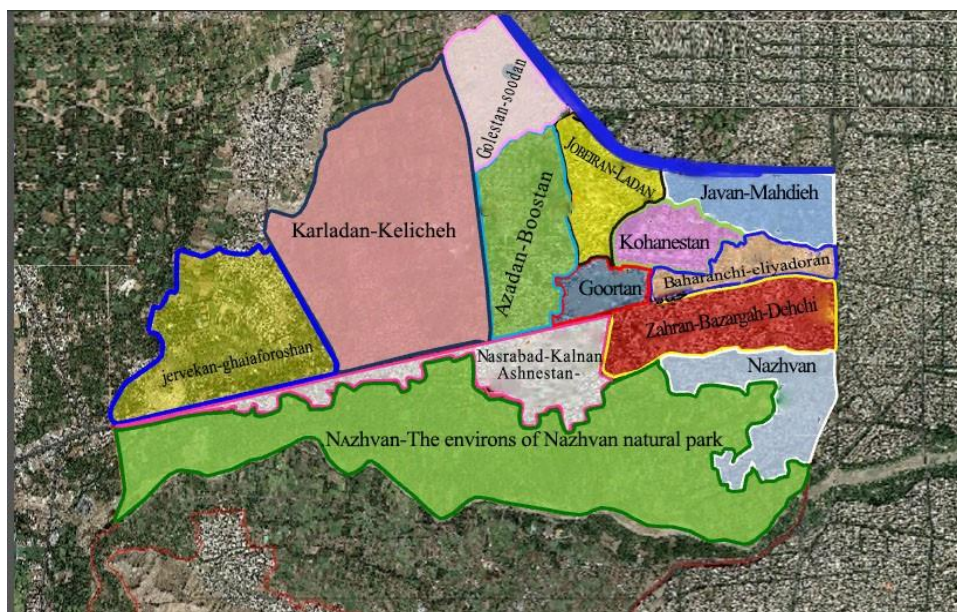 Golestan-soodan
JOBEIRAN-LADAN
Javan-Mahdieh
Karladan-Kelicheh
Azadan-Boostan
Kohanestan
Baharanchi-eliyadoran
Goortan
Zahran-Bazargah-Dehchi
jervekan-ghaiaforoshan
Nasrabad-Kalnan
Ashnestan-
Nazhvan
NAzhvan-The environs of Nazhvan natural park